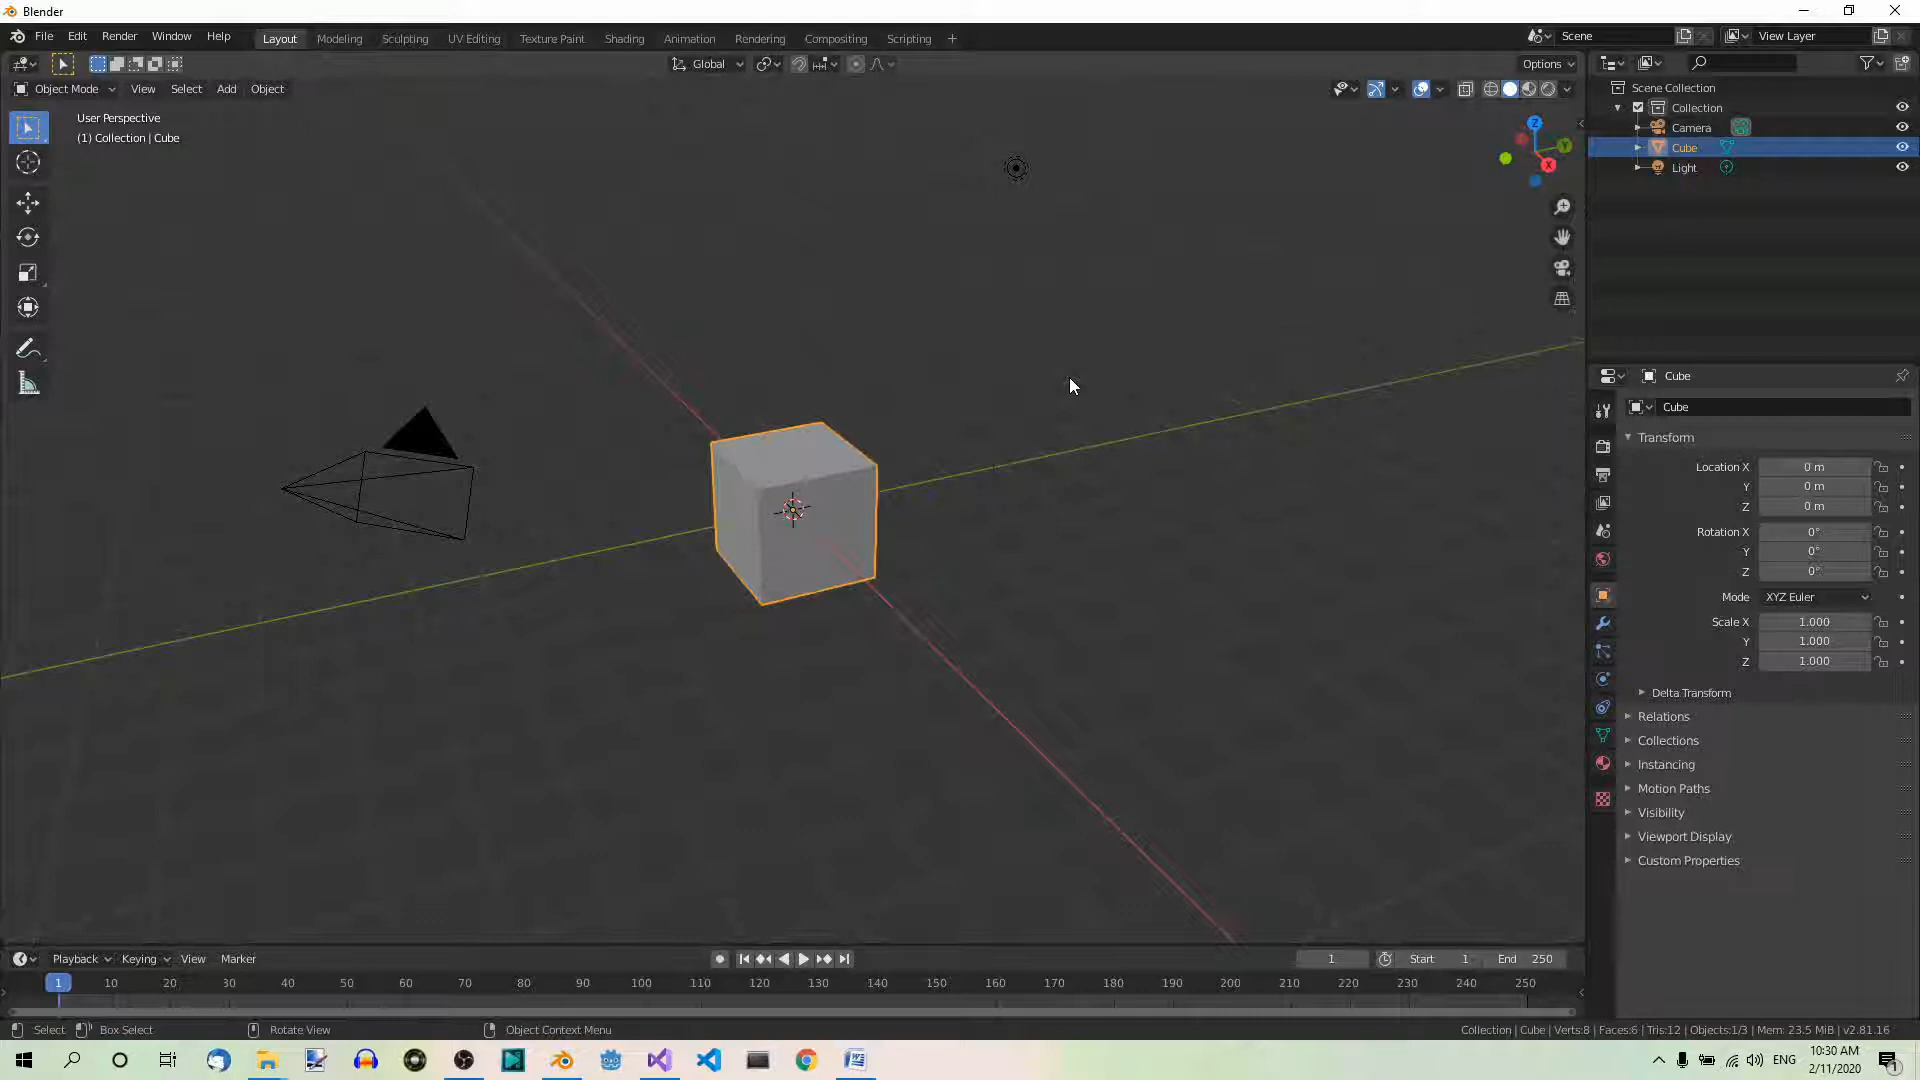 Blender
File Edit Render Window Help Layout Modeling Sculpting UV Editing Texture Paint Shading Animation Rendering Compositing Scripting + Scene View Layer
Global Options
Object Mode View Select Add Object
User Perspective
(1) Collection | Cube
Z
Y
X
Scene Collection
Collection
Camera
Cube
Light
Cube
Cube
Transform
Location X 0 m
Y 0 m
Z 0 m
Rotation X 0°
Y 0°
Z 0°
Mode XYZ Euler
Scale X 1.000
Y 1.000
Z 1.000
Delta Transform
Relations
Collections
Instancing
Motion Paths
Visibility
Viewport Display
Custom Properties
Playback Keying View Marker 1 Start 1 End 250
1 10 20 30 40 50 60 70 80 90 100 110 120 130 140 150 160 170 180 190 200 210 220 230 240 250
Select Box Select Rotate View Object Context Menu Collection | Cube | Verts:8 | Faces:6 | Tris:12 | Objects:1/3 | Mem: 23.5 MiB | v2.81.16
ENG 10:30 AM
2/11/2020
1